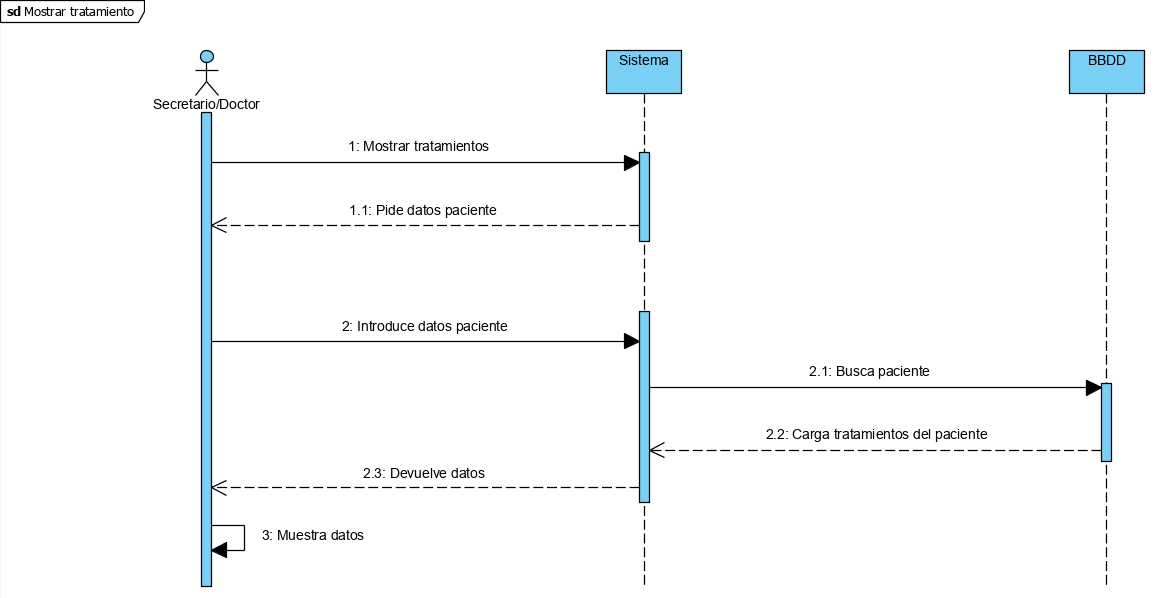 sd Mostrar tratamiento
Sistema
BBDD
Secretario/Doctor
1: Mostrar tratamientos
1.1: Pide datos paciente
2: Introduce datos paciente
2.1: Busca paciente
2.2: Carga tratamientos del paciente
2.3: Devuelve datos
3: Muestra datos